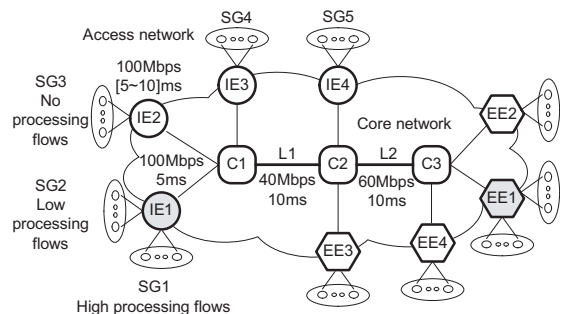 SG4
SG5
Access network
100Mbps
[5~10]ms
SG3
No
processing
flows
IE3
IE4
IE2
Core network
EE2
C1
L1
C2
L2
C3
100Mbps
5ms
40Mbps
10ms
60Mbps
10ms
SG2
Low
processing
flows
IE1
EE1
EE3
EE4
SG1
High processing flows